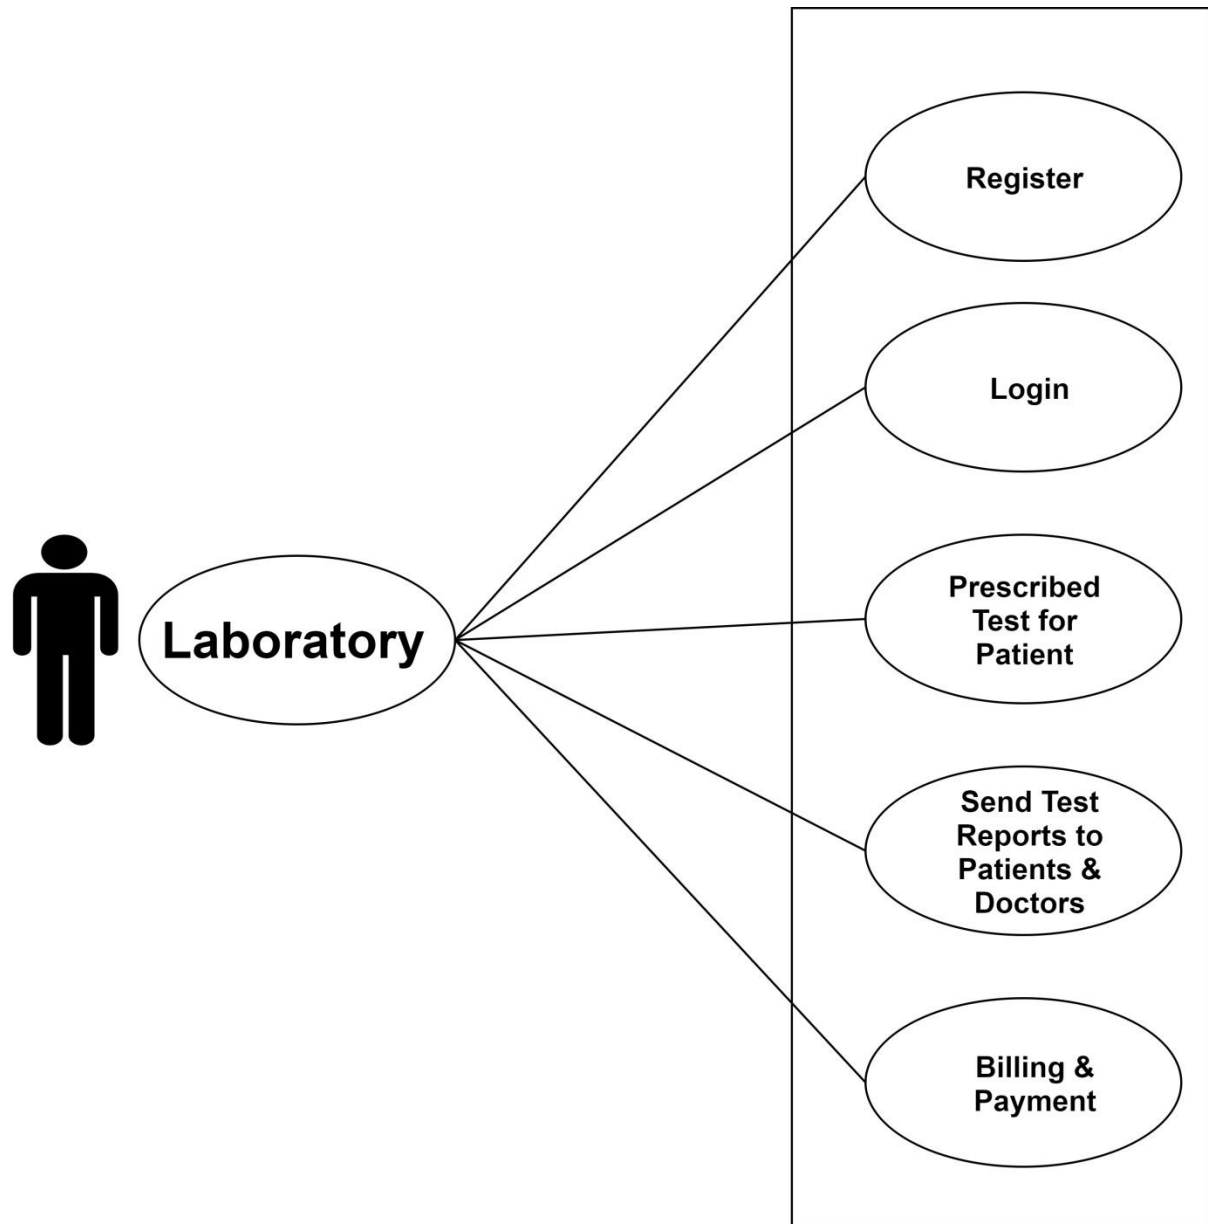 Register
Login
Laboratory
Prescribed
Test for
Patient
Send Test
Reports to
Patients &
Doctors
Billing &
Payment